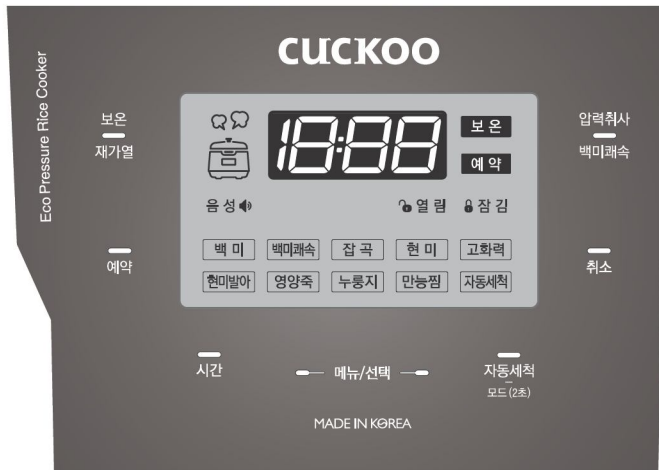 CUCKOO
Eco Pressure Rice Cooker
보온
재가열
18:88
보 온
예 약
압력취사
백미쾌속
음 성
열 림
잠 김
백 미
백미쾌속
잡 곡
현 미
고화력
현미발아
영양죽
누룽지
만능찜
자동세척
예약
취소
시간
메뉴/선택
자동세척
모드(2초)
MADE IN KOREA